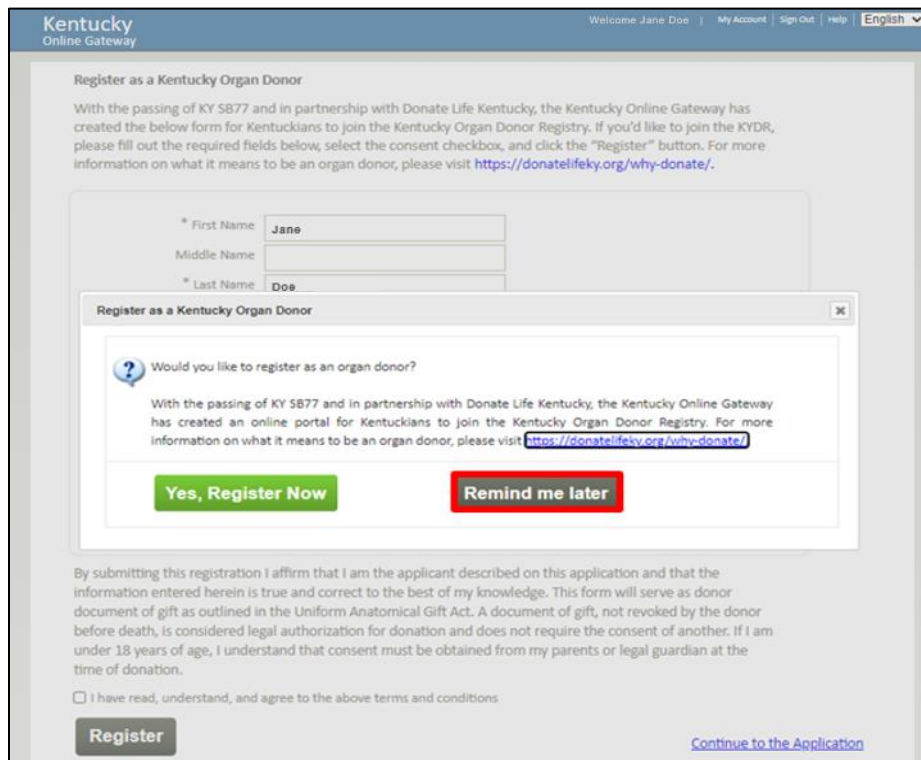 Kentucky
Online Gateway
Welcome Jane Doe | My Account | Sign Out | Help | English
Register as a Kentucky Organ Donor
With the passing of KY SB77 and in partnership with Donate Life Kentucky, the Kentucky Online Gateway has
created the below form for Kentuckians to join the Kentucky Organ Donor Registry. If you'd like to join the KYDR,
please fill out the required fields below, select the consent checkbox, and click the “Register” button. For more
information on what it means to be an organ donor, please visit https://donatelifeky.org/why-donate/.
* First Name Jane
Middle Name
* Last Name Doe
Register as a Kentucky Organ Donor
Would you like to register as an organ donor?
With the passing of KY SB77 and in partnership with Donate Life Kentucky, the Kentucky Online Gateway
has created an online portal for Kentuckians to join the Kentucky Organ Donor Registry. For more
information on what it means to be an organ donor, please visit https://donatelifeky.org/why-donate/.
Yes, Register Now
Remind me later
By submitting this registration I affirm that I am the applicant described on this application and that the
information entered herein is true and correct to the best of my knowledge. This form will serve as donor
document of gift as outlined in the Uniform Anatomical Gift Act. A document of gift, not revoked by the donor
before death, is considered legal authorization for donation and does not require the consent of another. If I am
under 18 years of age, I understand that consent must be obtained from my parents or legal guardian at the
time of donation.
I have read, understand, and agree to the above terms and conditions
Register
Continue to the Application